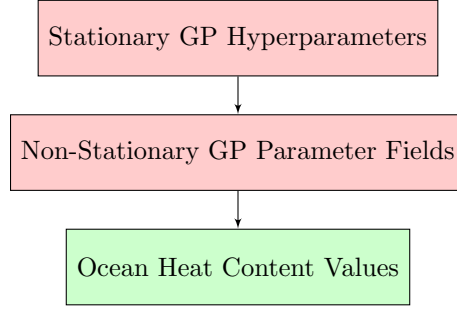 Stationary GP Hyperparameters
Non-Stationary GP Parameter Fields
Ocean Heat Content Values